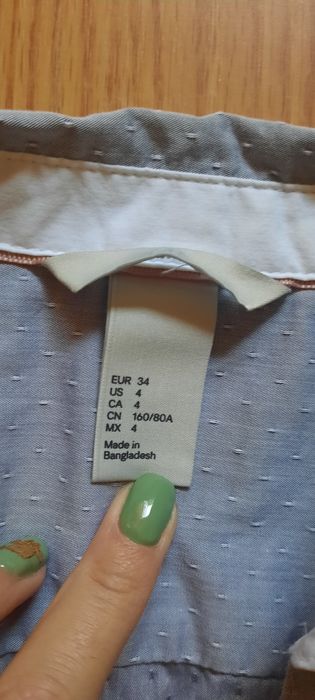 EUR 34
US 4
CA 4
CN 160/80A
MX 4
Made in
Bangladesh